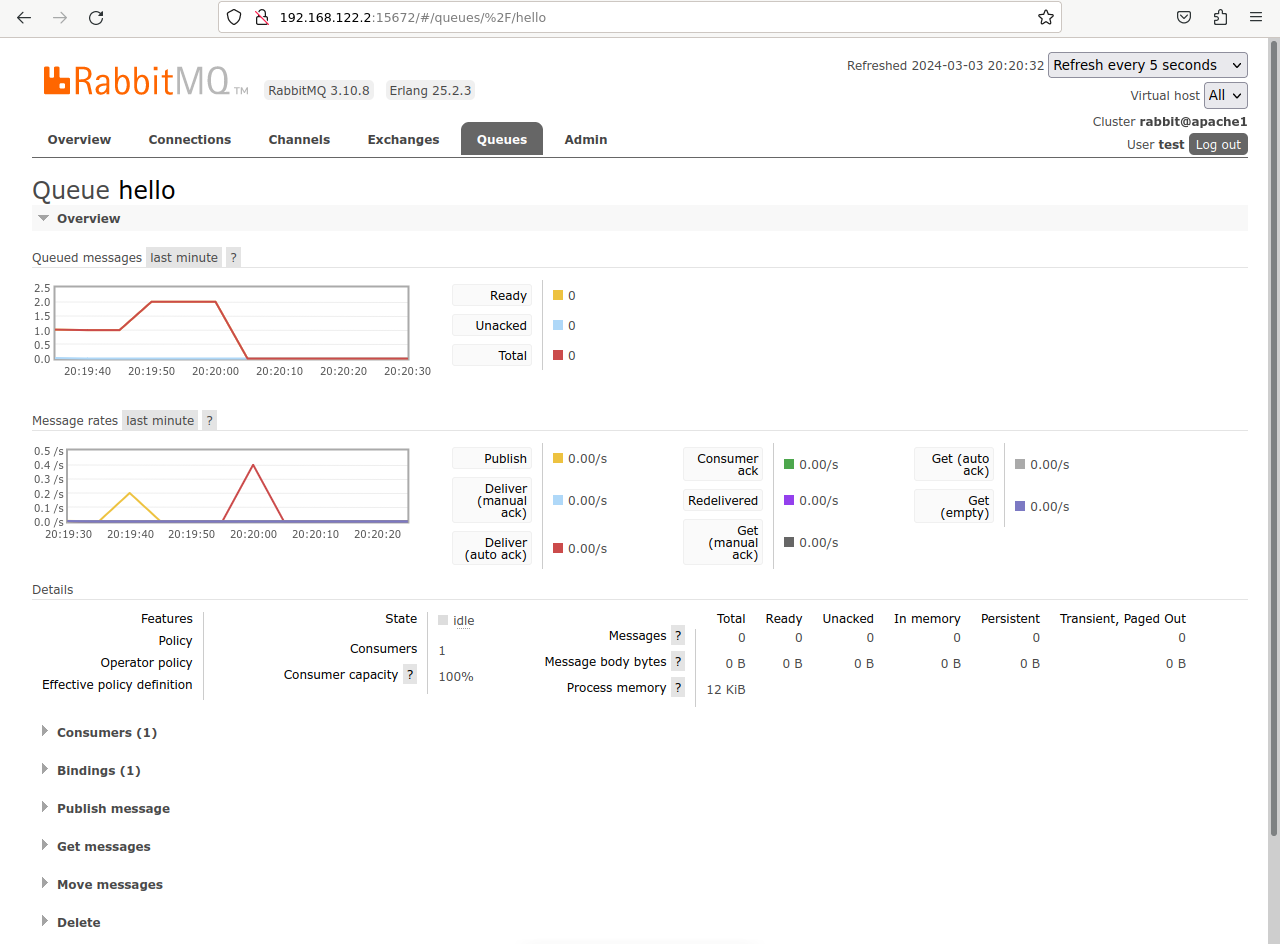 192.168.122.2:15672/#/queues/%2F/hello
RabbitMQ TM RabbitMQ 3.10.8 Erlang 25.2.3
Refreshed 2024-03-03 20:20:32 Refresh every 5 seconds
Virtual host All
Cluster rabbit@apache1
User test Log out
Overview Connections Channels Exchanges Queues Admin
Queue hello
Overview
Queued messages last minute ?
2.5
2.0
1.5
1.0
0.5
0.0
20:19:40 20:19:50 20:20:00 20:20:10 20:20:20 20:20:30
Ready 0
Unacked 0
Total 0
Message rates last minute ?
0.5 /s
0.4 /s
0.3 /s
0.2 /s
0.1 /s
0.0 /s
20:19:30 20:19:40 20:19:50 20:20:00 20:20:10 20:20:20
Publish 0.00/s
Deliver
(manual
ack)
0.00/s
Deliver
(auto ack)
0.00/s
Consumer
ack
0.00/s
Redelivered 0.00/s
Get
(manual
ack)
0.00/s
Get (auto
ack)
0.00/s
Get
(empty)
0.00/s
Details
Features
Policy
Operator policy
Effective policy definition
State idle
Consumers 1
Consumer capacity ? 100%
Total Ready Unacked In memory Persistent Transient, Paged Out
Messages ? 0 0 0 0 0 0
Message body bytes ? 0 B 0 B 0 B 0 B 0 B 0 B
Process memory ? 12 KiB
Consumers (1)
Bindings (1)
Publish message
Get messages
Move messages
Delete